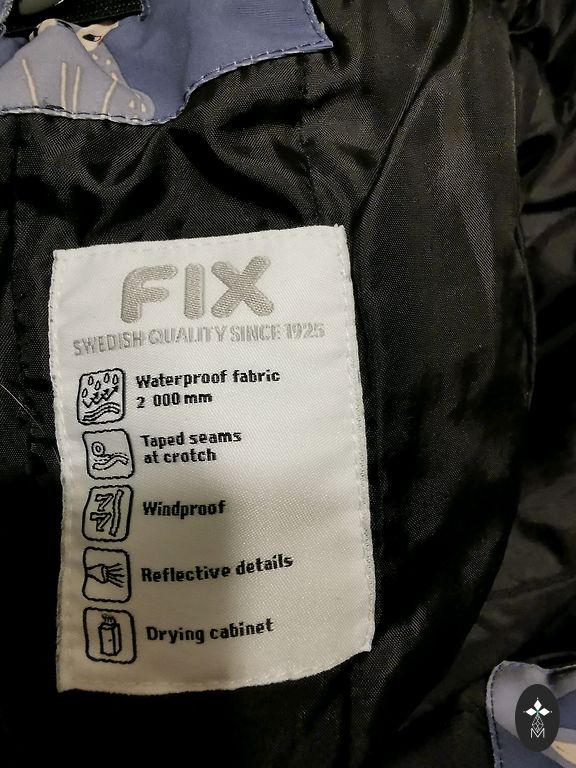 FIX
SWEDISH QUALITY SINCE 1925
Waterproof fabric
2 000 mm
Taped seams
at crotch
Windproof
Reflective details
Drying cabinet
M